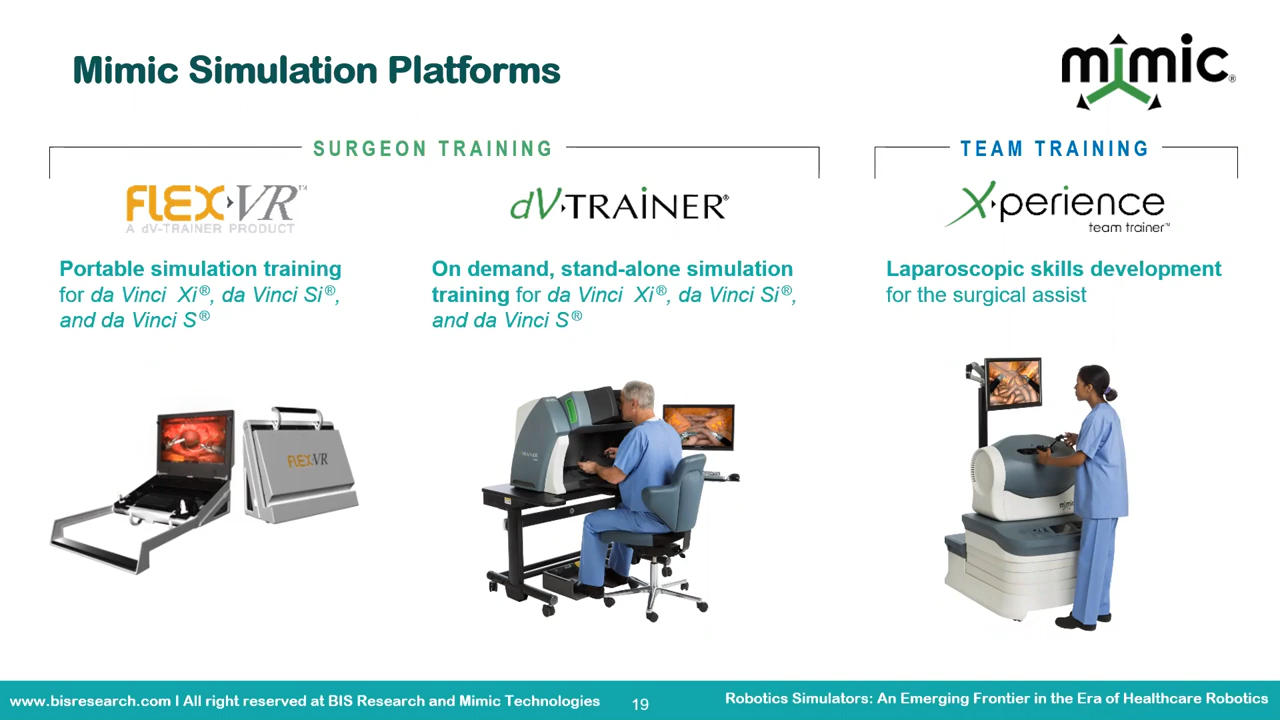 Mimic Simulation Platforms
mimic®
SURGEON TRAINING
TEAM TRAINING
FLEX VR™
A dV-TRAINER PRODUCT
dV TRAINER®
X perience
team trainer™
Portable simulation training
for da Vinci Xi®, da Vinci Si®,
and da Vinci S®
On demand, stand-alone simulation
training for da Vinci Xi®, da Vinci Si®,
and da Vinci S®
Laparoscopic skills development
for the surgical assist
FLEX VR
TRAINER
mimic
www.bisresearch.com I All right reserved at BIS Research and Mimic Technologies
19
Robotics Simulators: An Emerging Frontier in the Era of Healthcare Robotics